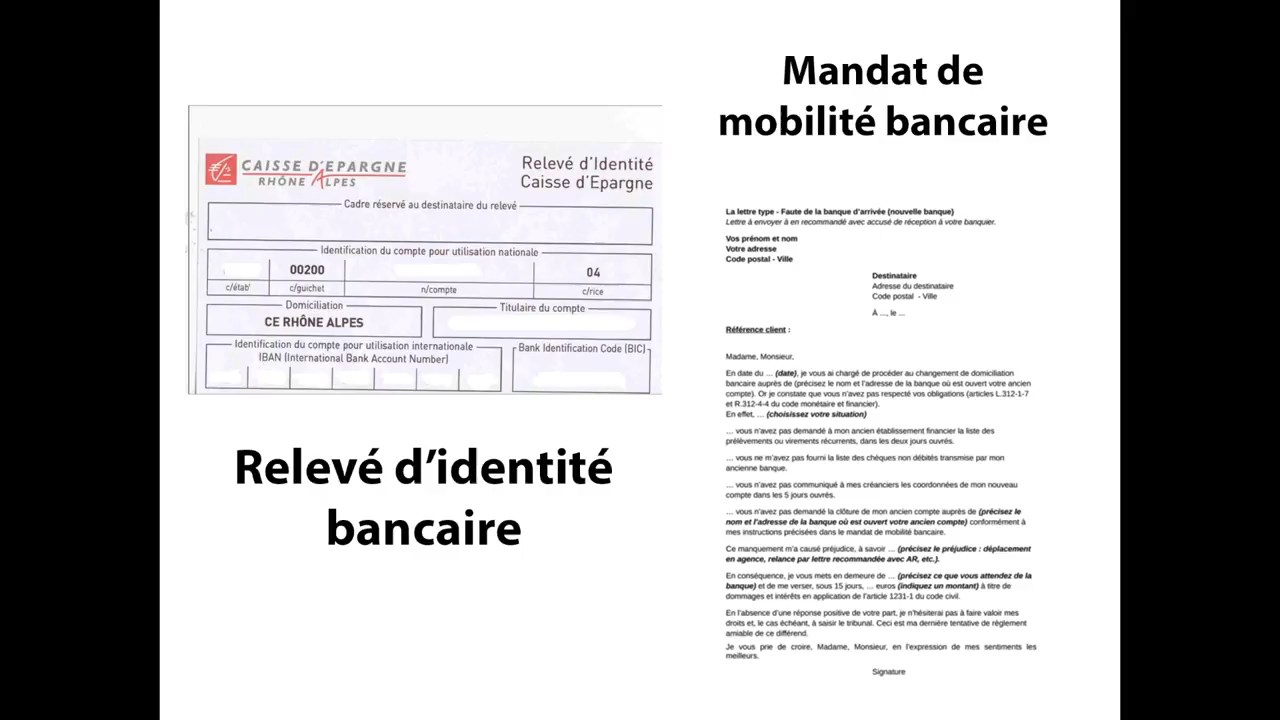 CAISSE D'EPARGNE
RHÔNE ALPES
Relevé d'Identité
Caisse d'Epargne
Cadre réservé au destinataire du relevé
Identification du compte pour utilisation nationale
00200
04
c/étabt
c/guichet
n/compte
c/rice
Domiciliation
CE RHÔNE ALPES
Titulaire du compte
Identification du compte pour utilisation internationale
IBAN (International Bank Account Number)
Bank Identification Code (BIC)
Relevé d'identité
bancaire
Mandat de
mobilité bancaire
La lettre type - Faute de la banque d'arrivée (nouvelle banque)
Lettre à envoyer à en recommandé avec accusé de réception à votre banquier.
Vos prénom et nom
Votre adresse
Code postal - Ville
Destinataire
Adresse du destinataire
Code postal - Ville
À ..., le ...
Référence client :
Madame, Monsieur,
En date du ... (date), je vous ai chargé de procéder au changement de domiciliation
bancaire auprès de (précisez le nom et l'adresse de la banque où est ouvert votre ancien
compte). Or je constate que vous n'avez pas respecté vos obligations (articles L.312-1-7
et R.312-4-4 du code monétaire et financier).
En effet, ... (choisissez votre situation)
... vous n'avez pas demandé à mon ancien établissement financier la liste des
prélèvements ou virements récurrents, dans les deux jours ouvrés.
... vous ne m'avez pas fourni la liste des chèques non débités transmise par mon
ancienne banque.
... vous n'avez pas communiqué à mes créanciers les coordonnées de mon nouveau
compte dans les 5 jours ouvrés.
... vous n'avez pas demandé la clôture de mon ancien compte auprès de (précisez le
nom et l'adresse de la banque où est ouvert votre ancien compte) conformément à
mes instructions précisées dans le mandat de mobilité bancaire.
Ce manquement m'a causé préjudice, à savoir ... (précisez le préjudice : déplacement
en agence, relance par lettre recommandée avec AR, etc.).
En conséquence, je vous mets en demeure de ... (précisez ce que vous attendez de la
banque) et de me verser, sous 15 jours, ... euros (indiquez un montant) à titre de
dommages et intérêts en application de l'article 1231-1 du code civil.
En l'absence d'une réponse positive de votre part, je n'hésiterai pas à faire valoir mes
droits et, le cas échéant, à saisir le tribunal. Ceci est ma dernière tentative de règlement
amiable de ce différend.
Je vous prie de croire, Madame, Monsieur, en l'expression de mes sentiments les
meilleurs.
Signature